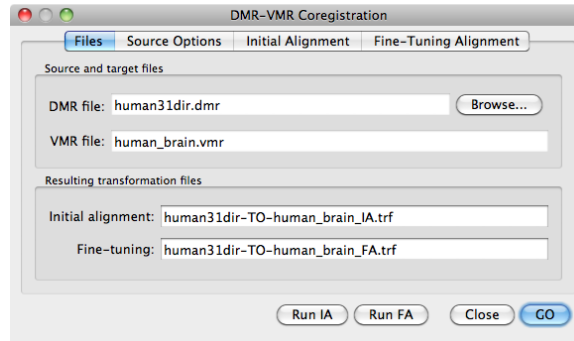 DMR-VMR Coregistration
Files Source Options Initial Alignment Fine-Tuning Alignment
Source and target files
DMR file: human31dir.dmr Browse...
VMR file: human_brain.vmr
Resulting transformation files
Initial alignment: human31dir-TO-human_brain_IA.trf
Fine-tuning: human31dir-TO-human_brain_FA.trf
Run IA Run FA Close GO